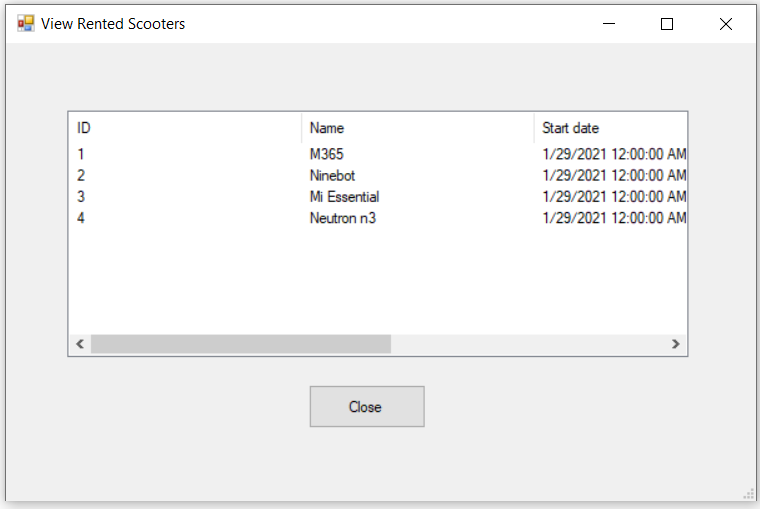 View Rented Scooters
ID Name Start date
1 M365 1/29/2021 12:00:00 AM
2 Ninebot 1/29/2021 12:00:00 AM
3 Mi Essential 1/29/2021 12:00:00 AM
4 Neutron n3 1/29/2021 12:00:00 AM
Close